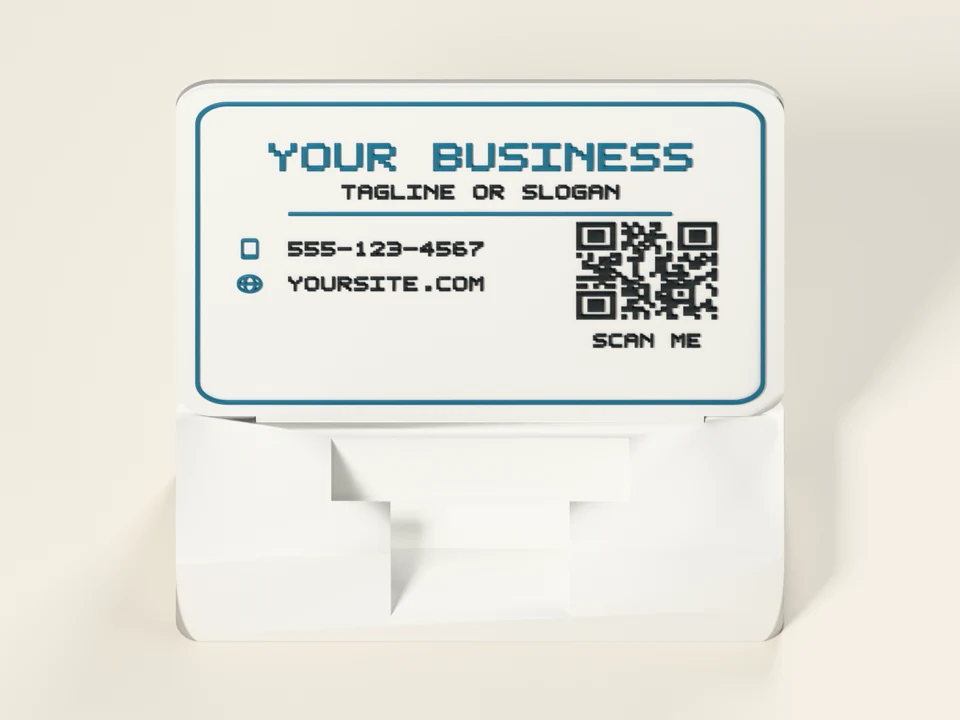 YOUR BUSINESS
TAGLINE OR SLOGAN
555-123-4567
YOURSITE.COM
SCAN ME